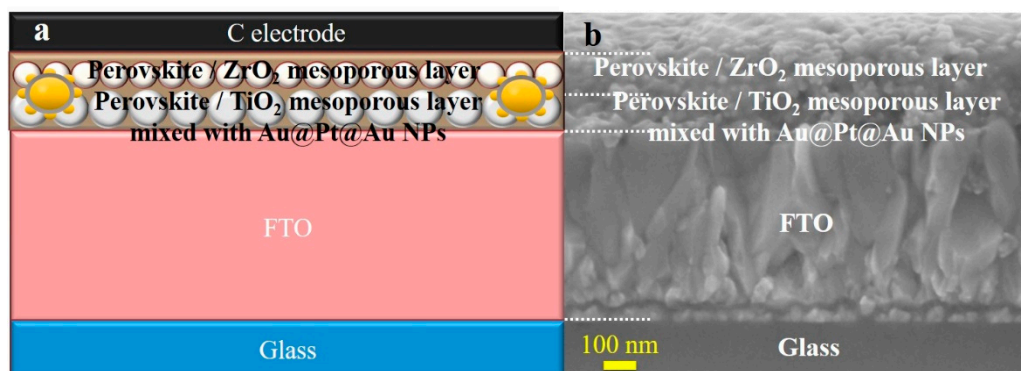 a
C electrode
Perovskite / ZrO₂ mesoporous layer
Perovskite / TiO₂ mesoporous layer
mixed with Au@Pt@Au NPs
FTO
Glass
b
Perovskite / ZrO₂ mesoporous layer
Perovskite / TiO₂ mesoporous layer
mixed with Au@Pt@Au NPs
FTO
100 nm
Glass